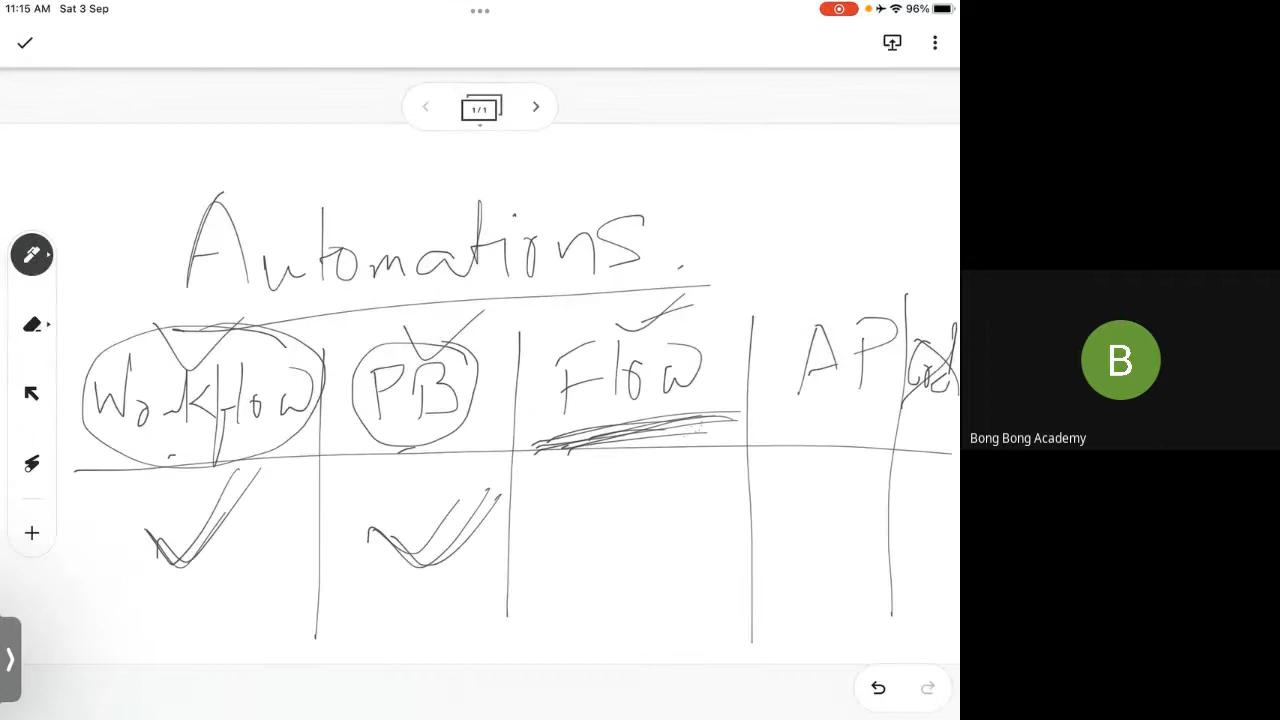 11:15 AM Sat 3 Sep
96%
1/1
Automations.
Workflow PB Flow AP
B
Bong Bong Academy